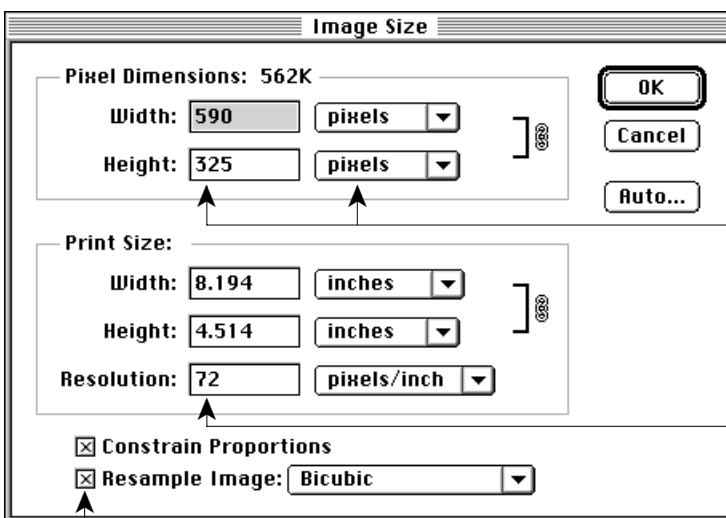 Image Size
Pixel Dimensions: 562K
Width: 590 pixels
Height: 325 pixels
OK
Cancel
Auto...
Print Size:
Width: 8.194 inches
Height: 4.514 inches
Resolution: 72 pixels/inch
Constrain Proportions
Resample Image: Bicubic